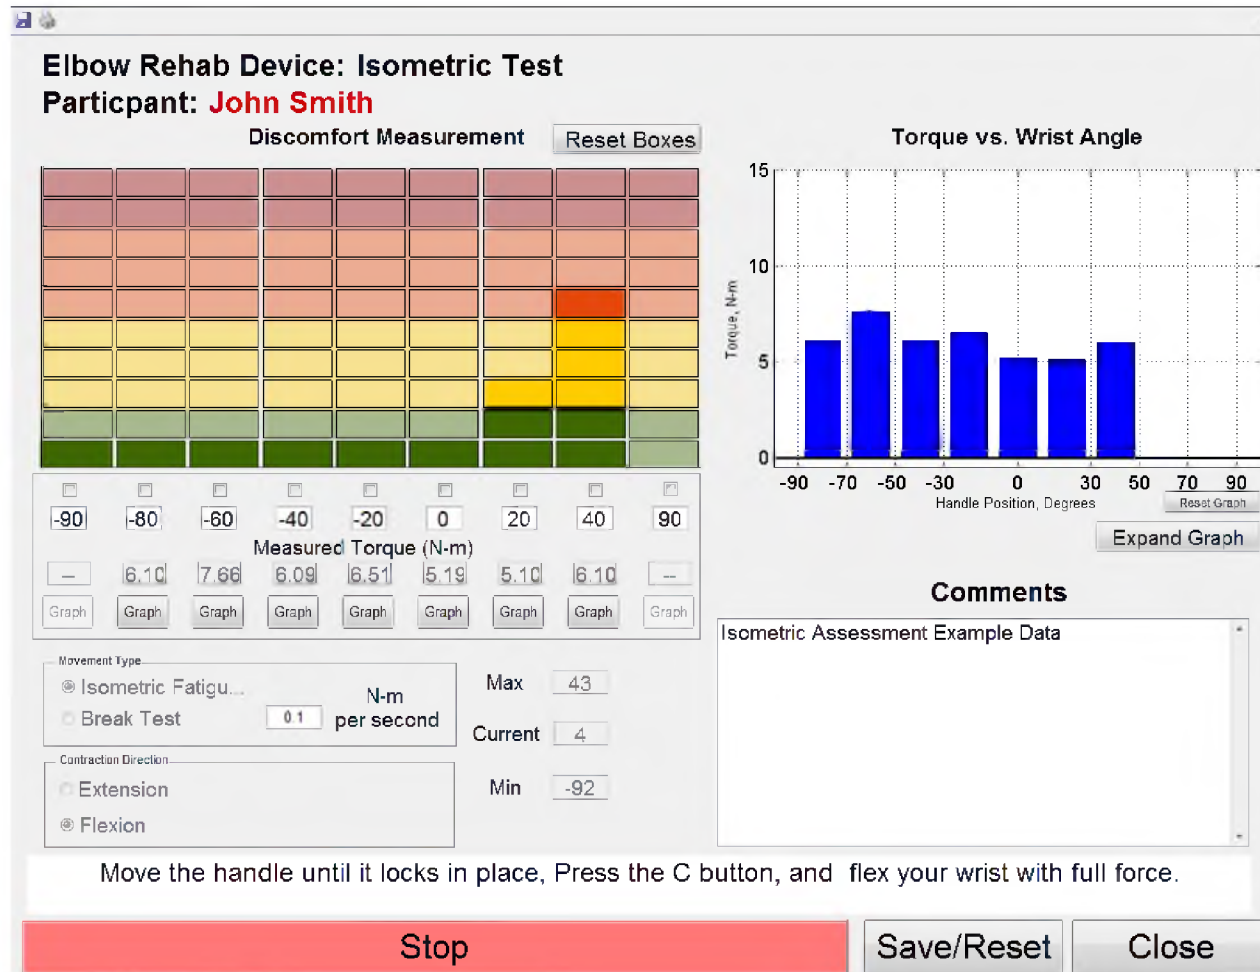 Elbow Rehab Device: Isometric Test
Particpant: John Smith
Discomfort Measurement
Reset Boxes
-90 -80 -60 -40 -20 0 20 40 90
Measured Torque (N-m)
-- 6.10 7.66 6.09 6.51 5.19 5.10 6.10 --
Graph Graph Graph Graph Graph Graph Graph Graph Graph
Movement Type
Isometric Fatigu...
Break Test
0.1
N-m
per second
Contraction Direction
Extension
Flexion
Max 43
Current 4
Min -92
Torque vs. Wrist Angle
Torque, N-m
15
10
5
0
-90 -70 -50 -30 0 30 50 70 90
Handle Position, Degrees
Reset Graph
Expand Graph
Comments
Isometric Assessment Example Data
Move the handle until it locks in place, Press the C button, and flex your wrist with full force.
Stop
Save/Reset
Close